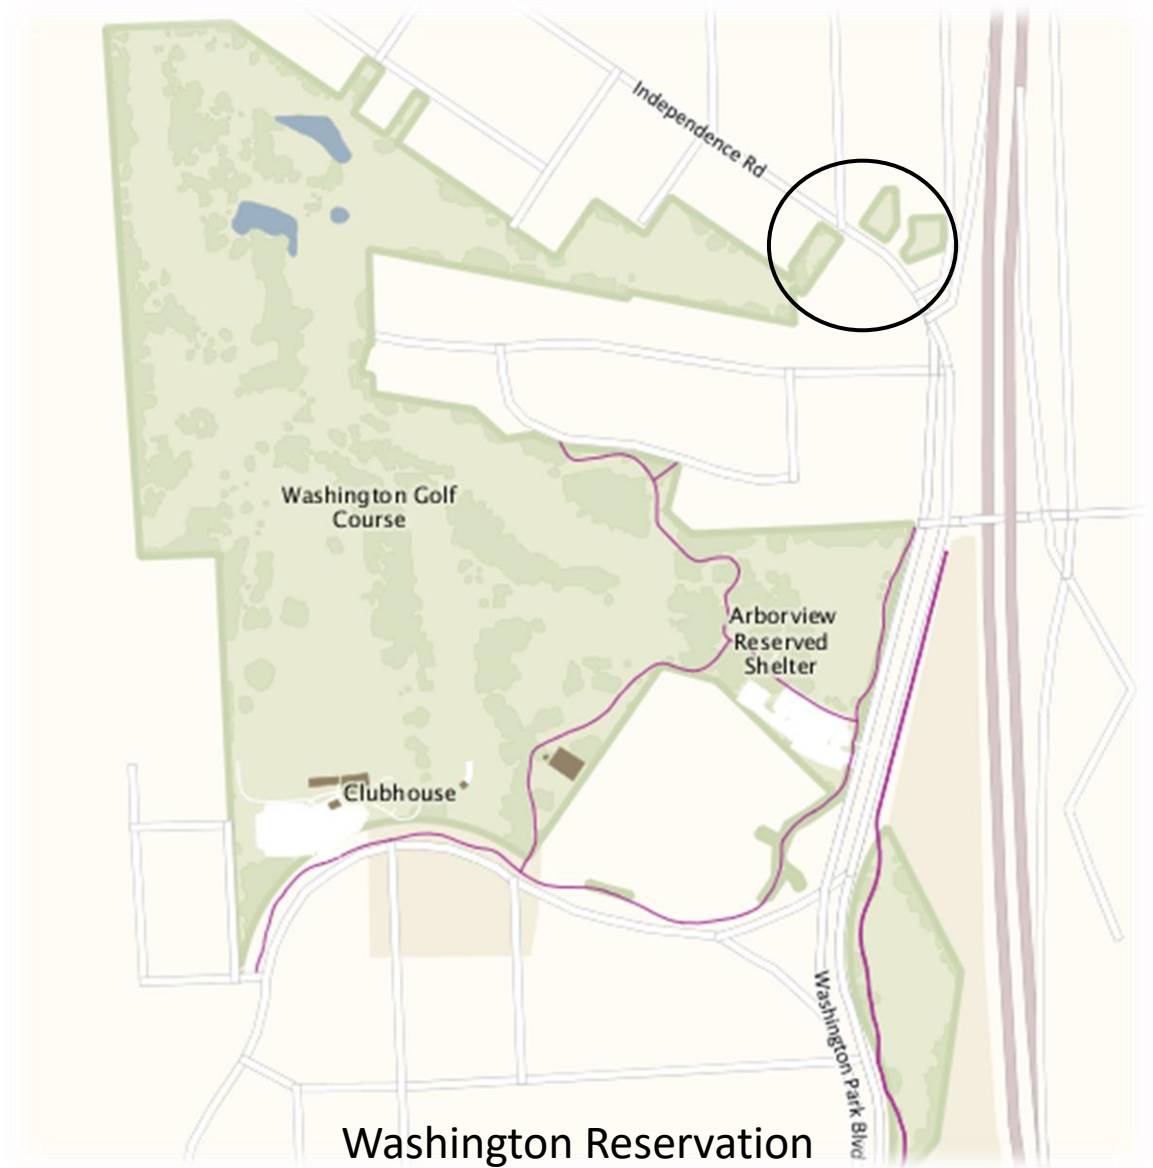 Independence Rd
Washington Golf
Course
Arborview
Reserved
Shelter
Clubhouse
Washington Park Blvd
Washington Reservation